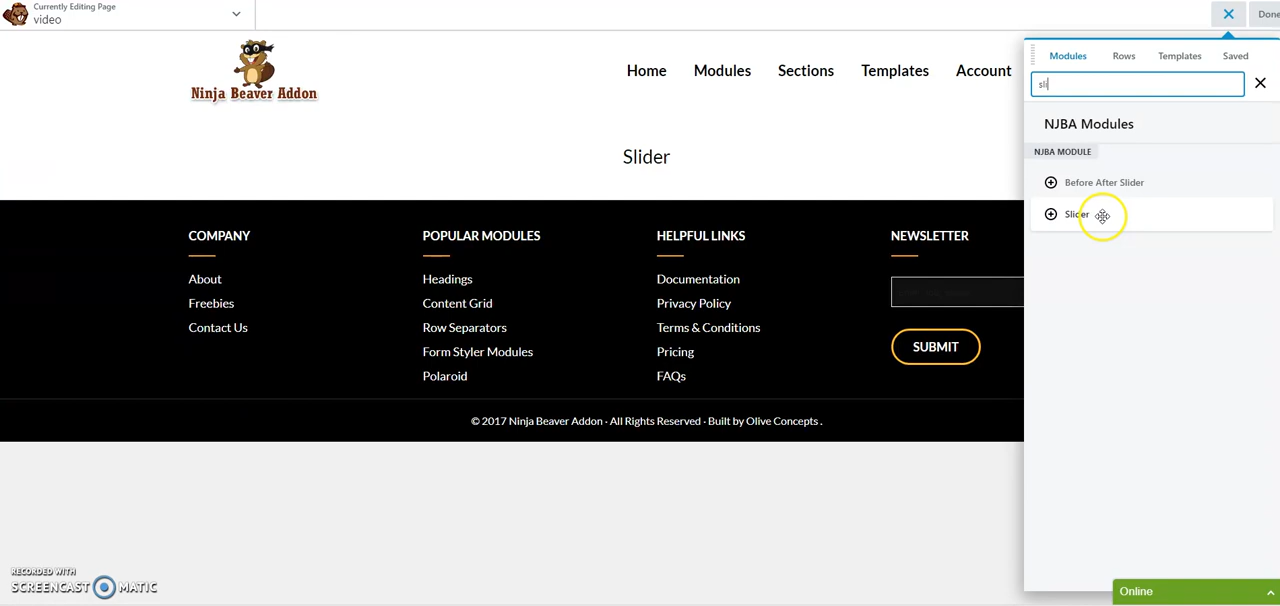 Currently Editing Page
video
Done
Ninja Beaver Addon
Home
Modules
Sections
Templates
Account
Modules
Rows
Templates
Saved
sli
NJBA Modules
NJBA MODULE
Before After Slider
Slider
Slider
COMPANY
About
Freebies
Contact Us
POPULAR MODULES
Headings
Content Grid
Row Separators
Form Styler Modules
Polaroid
HELPFUL LINKS
Documentation
Privacy Policy
Terms & Conditions
Pricing
FAQs
NEWSLETTER
SUBMIT
© 2017 Ninja Beaver Addon · All Rights Reserved · Built by Olive Concepts .
RECORDED WITH
SCREENCAST MATIC
Online